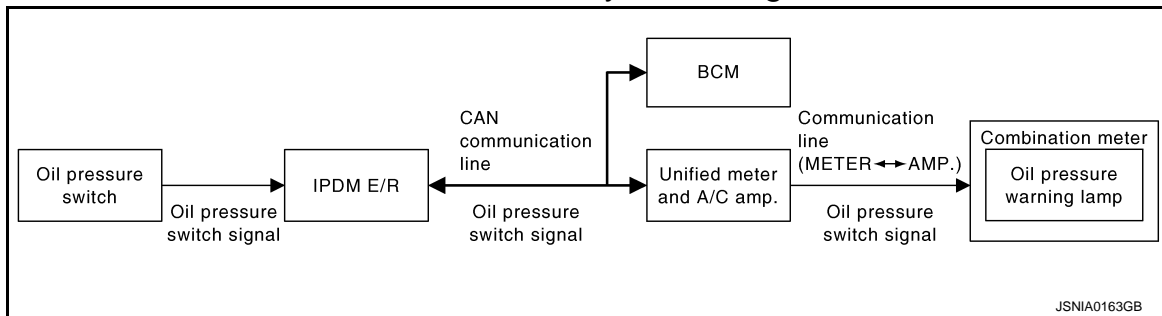 BCM
CAN
communication
line
Communication
line
(METER ↔ AMP.)
Combination meter
Oil pressure
switch
IPDM E/R
Unified meter
and A/C amp.
Oil pressure
warning lamp
Oil pressure
switch signal
Oil pressure
switch signal
Oil pressure
switch signal
JSNIA0163GB